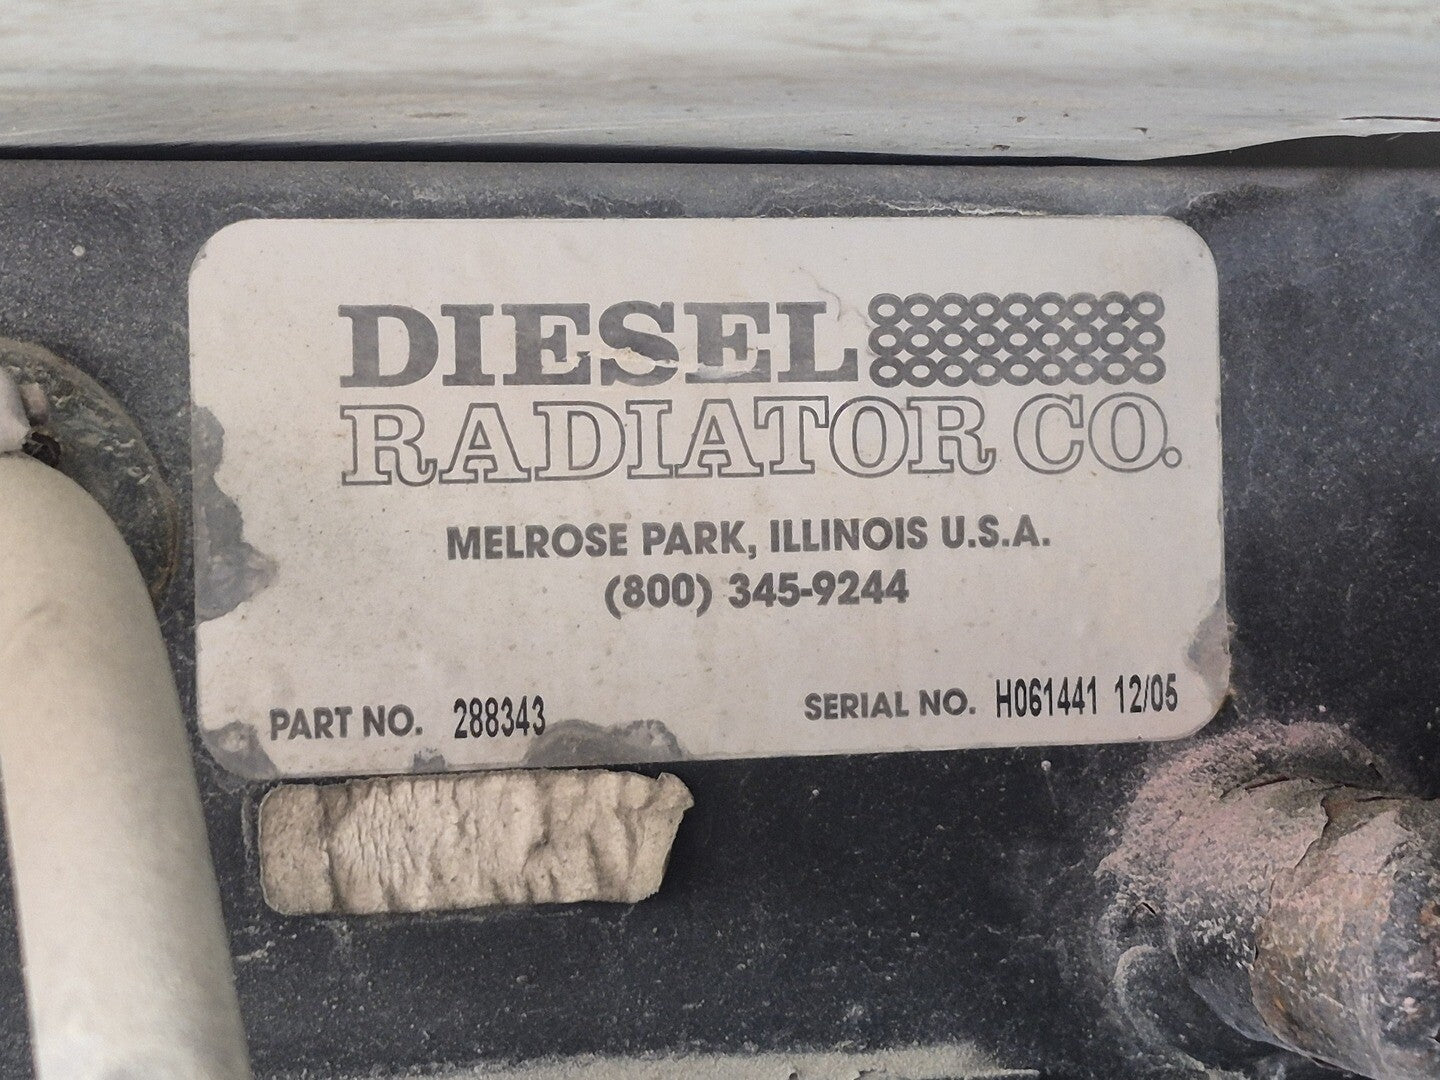 DIESEL
RADIATOR CO.
MELROSE PARK, ILLINOIS U.S.A.
(800) 345-9244
PART NO. 288343 SERIAL NO. H061441 12/05